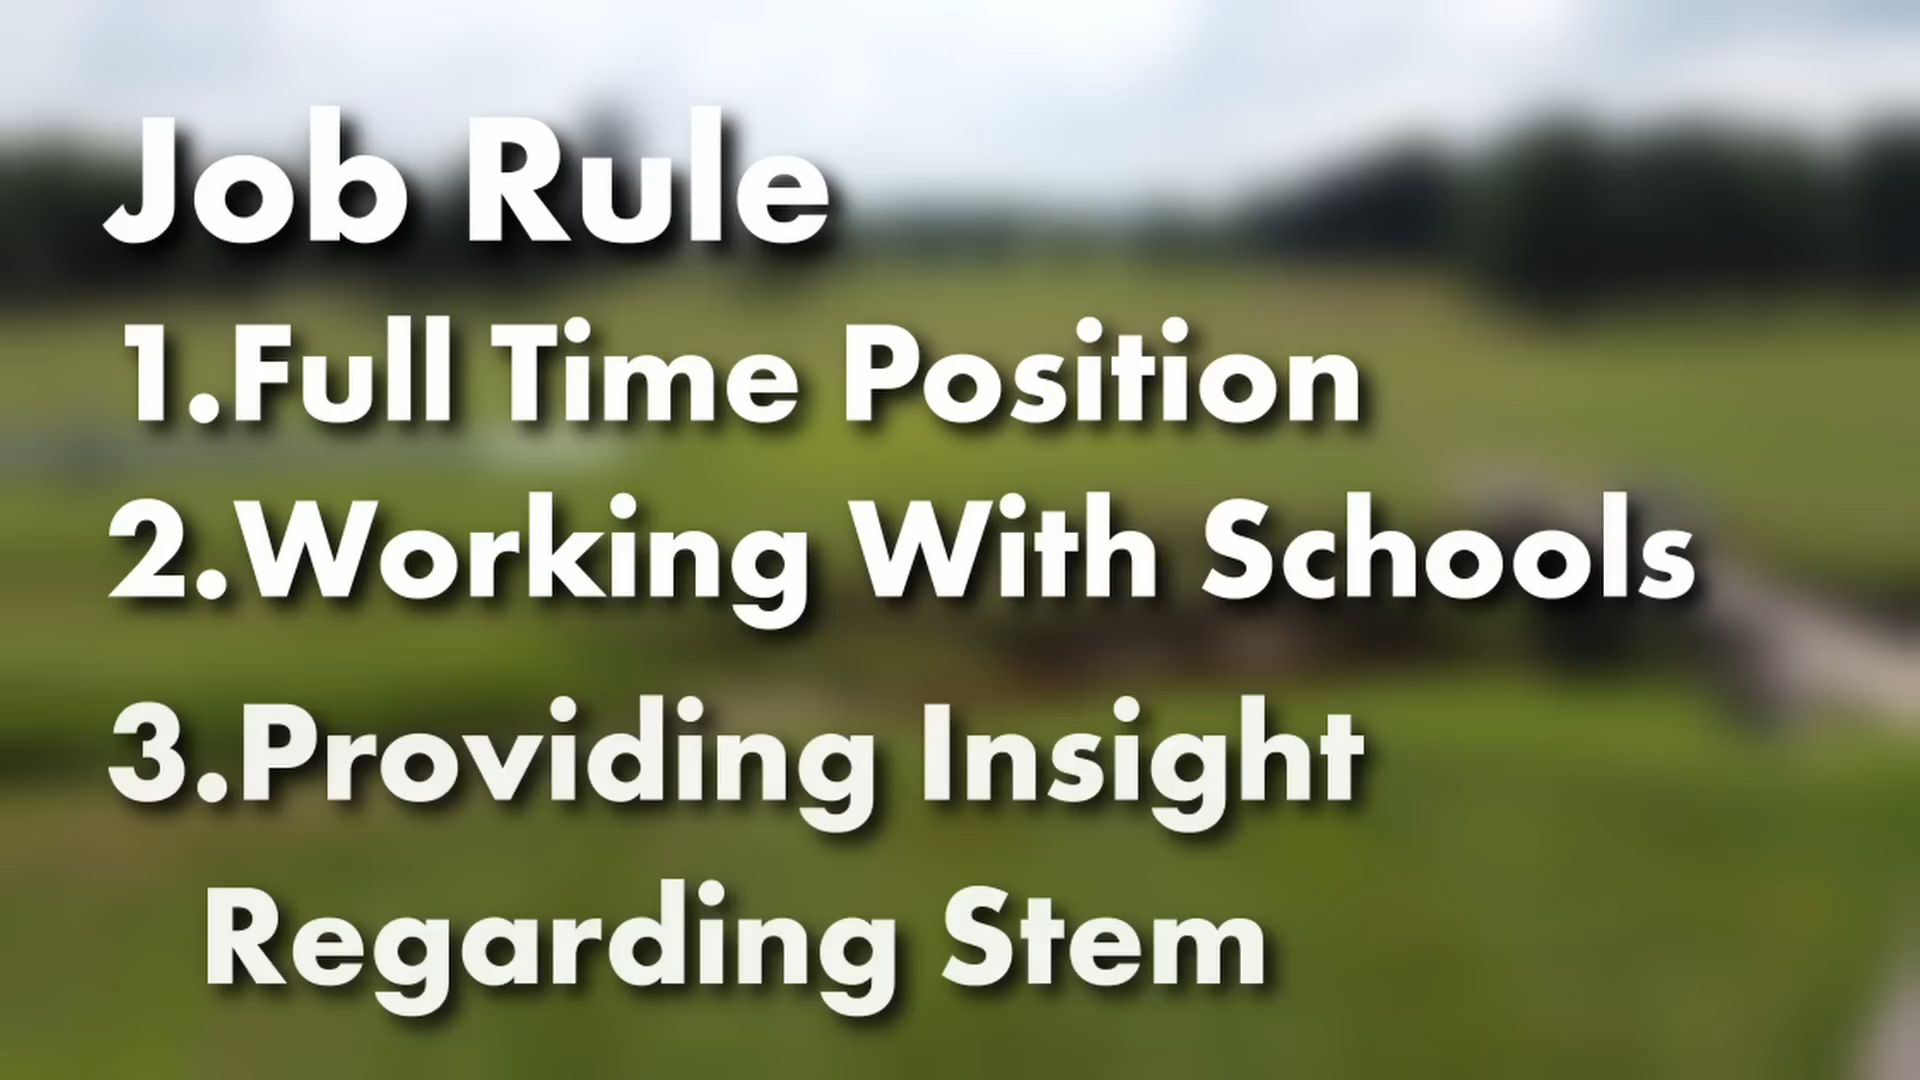 Job Rule
1.Full Time Position
2.Working With Schools
3.Providing Insight
Regarding Stem